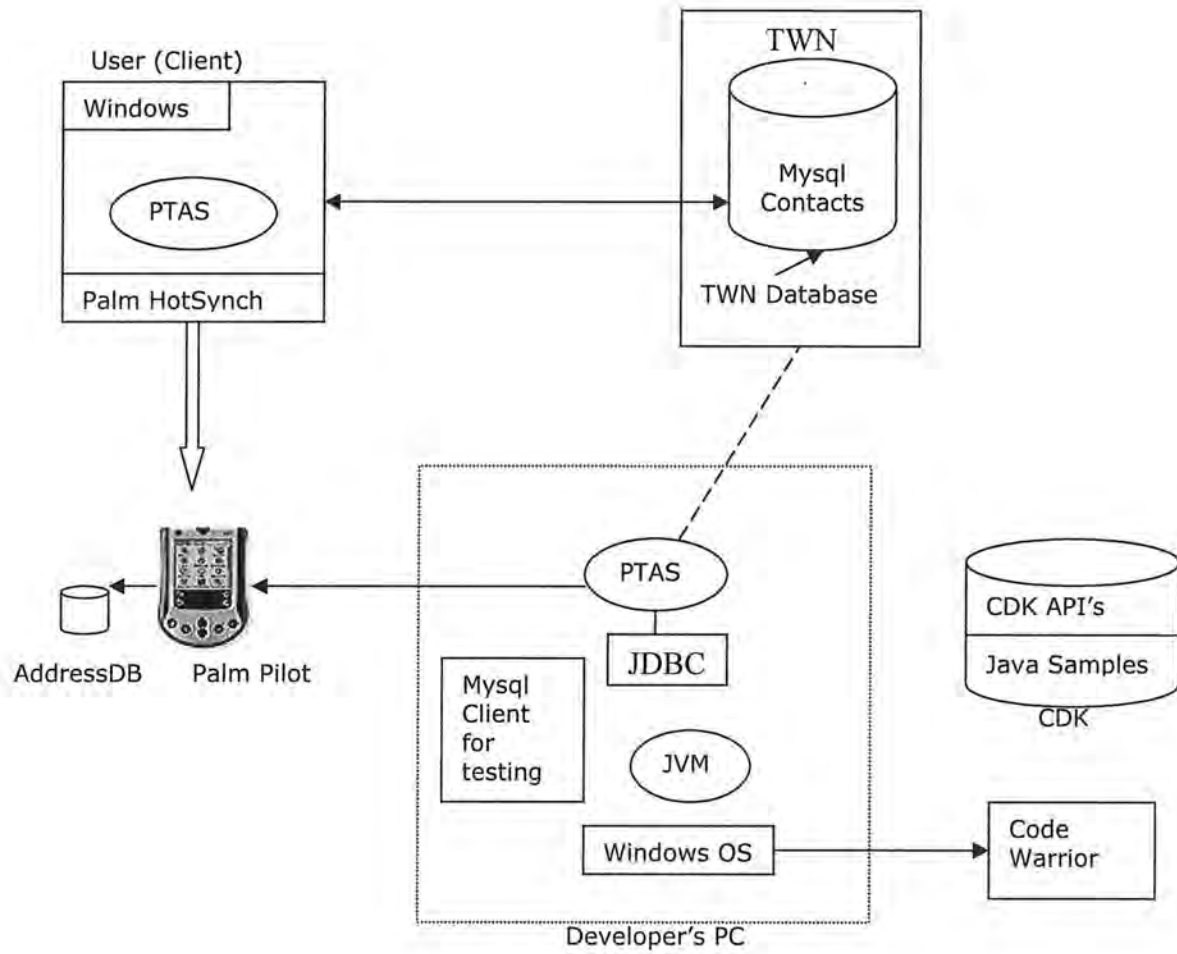 TWN
User (Client)
Windows
PTAS
Palm HotSynch
Mysql
Contacts
TWN Database
PTAS
JDBC
Mysql
Client
for
testing
JVM
Windows OS
Developer's PC
AddressDB
Palm Pilot
CDK API's
Java Samples
CDK
Code
Warrior